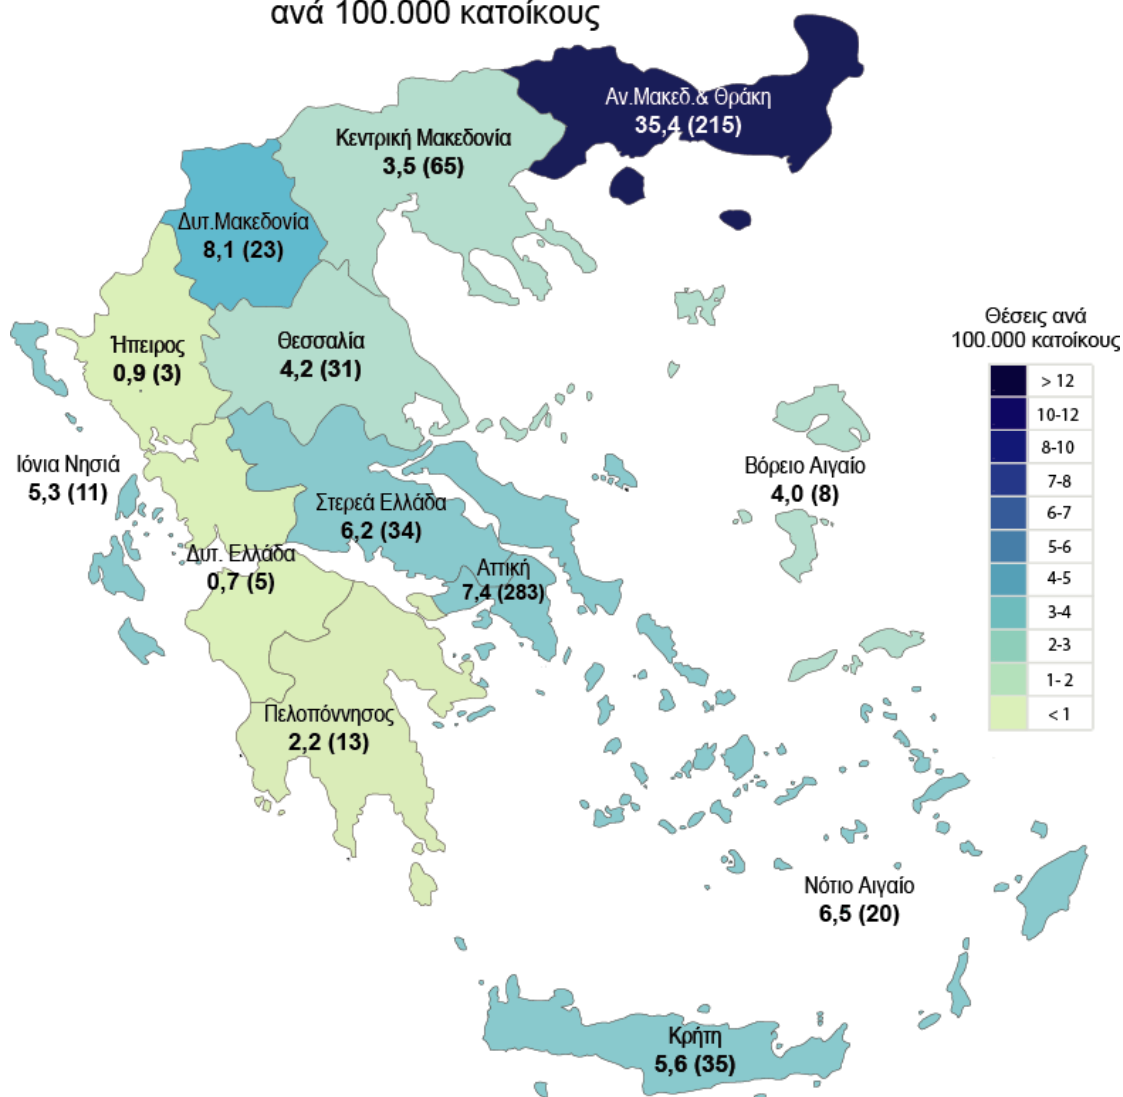 ανά 100.000 κατοίκους
Αν.Μακεδ.& Θράκη
35,4 (215)
Κεντρική Μακεδονία
3,5 (65)
Δυτ.Μακεδονία
8,1 (23)
Ήπειρος
0,9 (3)
Θεσσαλία
4,2 (31)
Θέσεις ανά
100.000 κατοίκους
> 12
10-12
8-10
7-8
6-7
5-6
4-5
3-4
2-3
1- 2
< 1
Ιόνια Νησιά
5,3 (11)
Βόρειο Αιγαίο
4,0 (8)
Στερεά Ελλάδα
6,2 (34)
Δυτ. Ελλάδα
0,7 (5)
Αττική
7,4 (283)
Πελοπόννησος
2,2 (13)
Νότιο Αιγαίο
6,5 (20)
Κρήτη
5,6 (35)